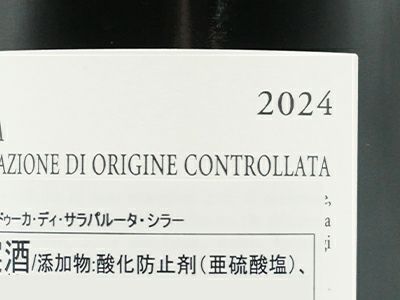 2024
AZIONE DI ORIGINE CONTROLLATA
ドゥーカ・ディ・サラパルータ・シラー
酒/添加物:酸化防止剤(亜硫酸塩)、